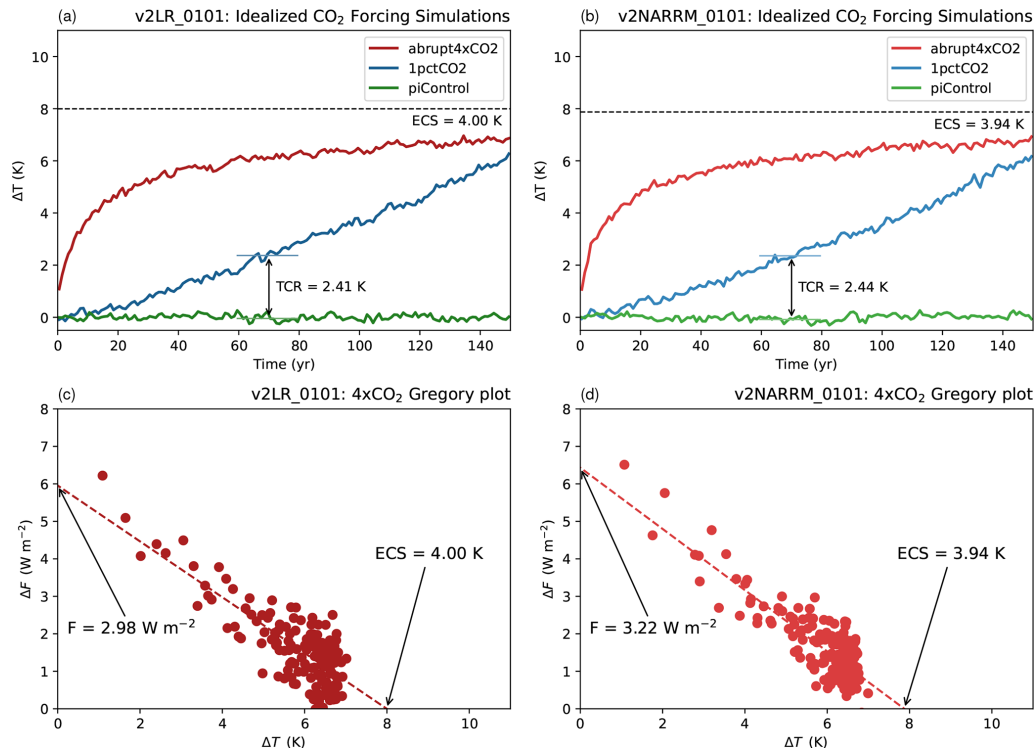 (a) v2LR_0101: Idealized CO₂ Forcing Simulations
abrupt4xCO2
1pctCO2
piControl
ECS = 4.00 K
TCR = 2.41 K
ΔT (K)
10
8
6
4
2
0
0 20 40 60 80 100 120 140
Time (yr)
(b) v2NARRM_0101: Idealized CO₂ Forcing Simulations
abrupt4xCO2
1pctCO2
piControl
ECS = 3.94 K
TCR = 2.44 K
ΔT (K)
10
8
6
4
2
0
0 20 40 60 80 100 120 140
Time (yr)
(c) v2LR_0101: 4xCO₂ Gregory plot
ECS = 4.00 K
F = 2.98 W m⁻²
ΔF (W m⁻²)
8
7
6
5
4
3
2
1
0
0 2 4 6 8 10
ΔT (K)
(d) v2NARRM_0101: 4xCO₂ Gregory plot
ECS = 3.94 K
F = 3.22 W m⁻²
ΔF (W m⁻²)
8
7
6
5
4
3
2
1
0
0 2 4 6 8 10
ΔT (K)